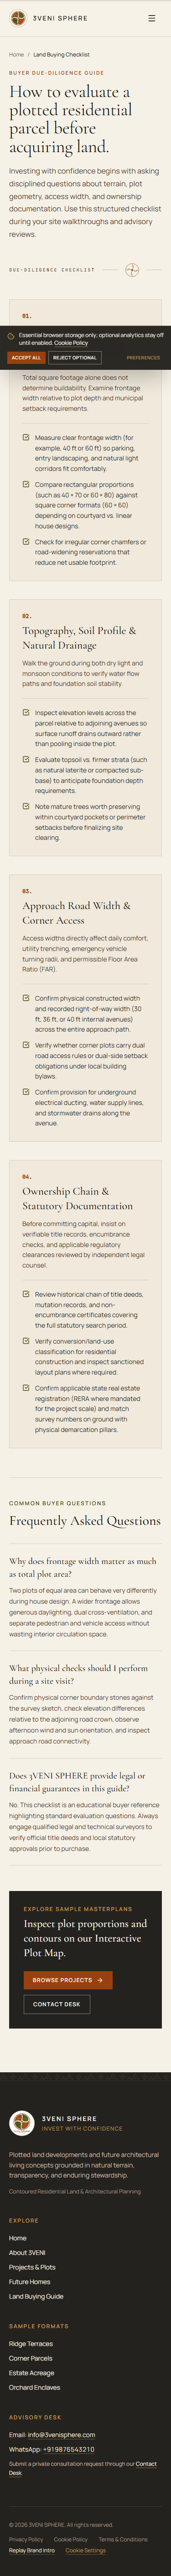 3VENI SPHERE
Home / Land Buying Checklist
BUYER DUE-DILIGENCE GUIDE
How to evaluate a
plotted residential
parcel before
acquiring land.
Investing with confidence begins with asking
disciplined questions about terrain, plot
geometry, access width, and ownership
documentation. Use this structured checklist
during your site walkthroughs and advisory
reviews.
DUE-DILIGENCE CHECKLIST
01.
Essential browser storage only; optional analytics stay off
until confirmed. Cookie Policy
ACCEPT ALL
REJECT OPTIONAL
PREFERENCES
Total square footage alone does not
determine buildability. Examine frontage
width relative to plot depth and municipal
setback requirements.
Measure clear frontage width (for
example, 40 ft or 60 ft) so parking,
entry landscaping, and natural light
corridors fit comfortably.
Compare rectangular proportions
(such as 40 × 70 or 60 × 80) against
square corner formats (60 × 60)
depending on courtyard vs. linear
house designs.
Check for irregular corner chamfers or
road-widening reservations that
reduce net usable footprint.
02.
Topography, Soil Profile &
Natural Drainage
Walk the ground during both dry light and
monsoon conditions to verify water flow
paths and foundation soil stability.
Inspect elevation levels across the
parcel relative to adjoining avenues so
surface runoff drains outward rather
than pooling inside the plot.
Evaluate topsoil vs. firmer strata (such
as natural laterite or compacted sub-
base) to anticipate foundation depth
requirements.
Note mature trees worth preserving
within courtyard pockets or perimeter
setbacks before finalizing site
clearing.
03.
Approach Road Width &
Corner Access
Access widths directly affect daily comfort,
utility trenching, emergency vehicle
turning radii, and permissible Floor Area
Ratio (FAR).
Confirm physical constructed width
and recorded right-of-way width (30
ft, 36 ft, or 40 ft internal avenues)
across the entire approach path.
Verify whether corner plots carry dual
road access rules or dual-side setback
obligations under local building
bylaws.
Confirm provision for underground
electrical ducting, water supply lines,
and stormwater drains along the
avenue.
04.
Ownership Chain &
Statutory Documentation
Before committing capital, insist on
verifiable title records, encumbrance
checks, and applicable regulatory
clearances reviewed by independent legal
counsel.
Review historical chain of title deeds,
mutation records, and non-
encumbrance certificates covering
the full statutory search period.
Verify conversion/land-use
classification for residential
construction and inspect sanctioned
layout plans where required.
Confirm applicable state real estate
registration (RERA where mandated
for the project scale) and match
survey numbers on ground with
physical demarcation pillars.
COMMON BUYER QUESTIONS
Frequently Asked Questions
Why does frontage width matter as much
as total plot area?
Two plots of equal area can behave very differently
during house design. A wider frontage allows
generous daylighting, dual cross-ventilation, and
separate pedestrian and vehicle access without
wasting interior circulation space.
What physical checks should I perform
during a site visit?
Confirm physical corner boundary stones against
the survey sketch, check elevation differences
relative to the adjoining road crown, observe
afternoon wind and sun orientation, and inspect
approach road connectivity.
Does 3VENI SPHERE provide legal or
financial guarantees in this guide?
No. This checklist is an educational buyer reference
highlighting standard evaluation questions. Always
engage qualified legal and technical surveyors to
verify official title deeds and local statutory
approvals prior to purchase.
EXPLORE SAMPLE MASTERPLANS
Inspect plot proportions and
contours on our Interactive
Plot Map.
BROWSE PROJECTS →
CONTACT DESK
3VENI SPHERE
INVEST WITH CONFIDENCE
Plotted land developments and future architectural
living concepts grounded in natural terrain,
transparency, and enduring stewardship.
Contoured Residential Land & Architectural Planning
EXPLORE
Home
About 3VENI
Projects & Plots
Future Homes
Land Buying Guide
SAMPLE FORMATS
Ridge Terraces
Corner Parcels
Estate Acreage
Orchard Enclaves
ADVISORY DESK
Email: info@3venisphere.com
WhatsApp: +919876543210
Submit a private consultation request through our Contact
Desk.
© 2026 3VENI SPHERE. All rights reserved.
Privacy Policy Cookie Policy Terms & Conditions
Replay Brand Intro Cookie Settings